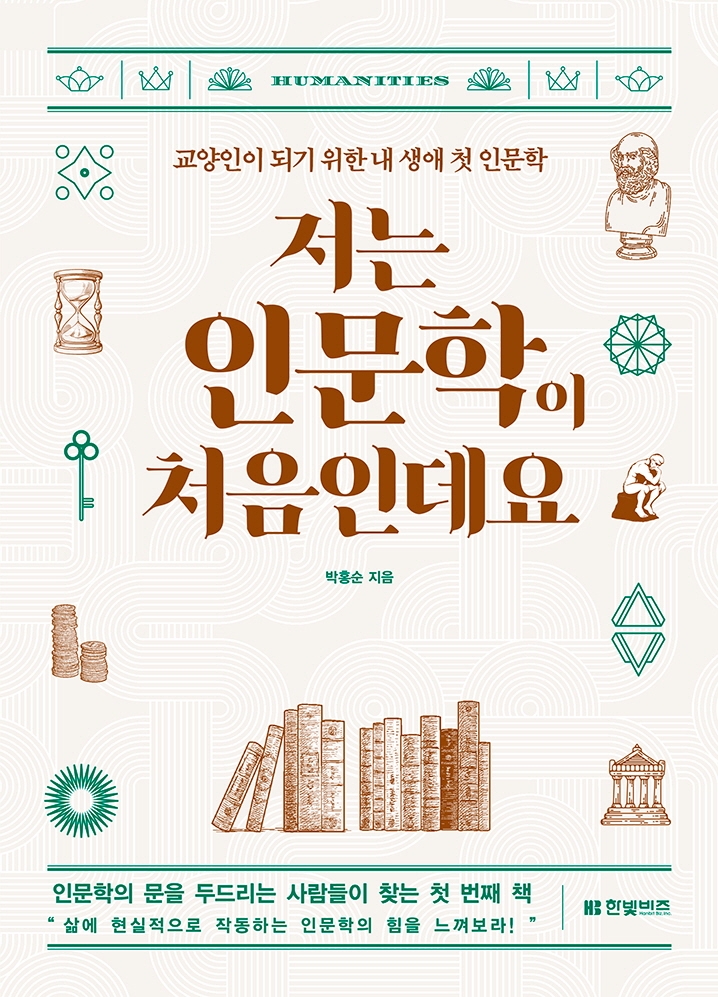 HUMANITIES
교양인이 되기 위한 내 생애 첫 인문학
저는
인문학이
처음인데요
박홍순 지음
인문학의 문을 두드리는 사람들이 찾는 첫 번째 책
“ 삶에 현실적으로 작동하는 인문학의 힘을 느껴보라! ”
HB 한빛비즈
Hanbit Biz, Inc.